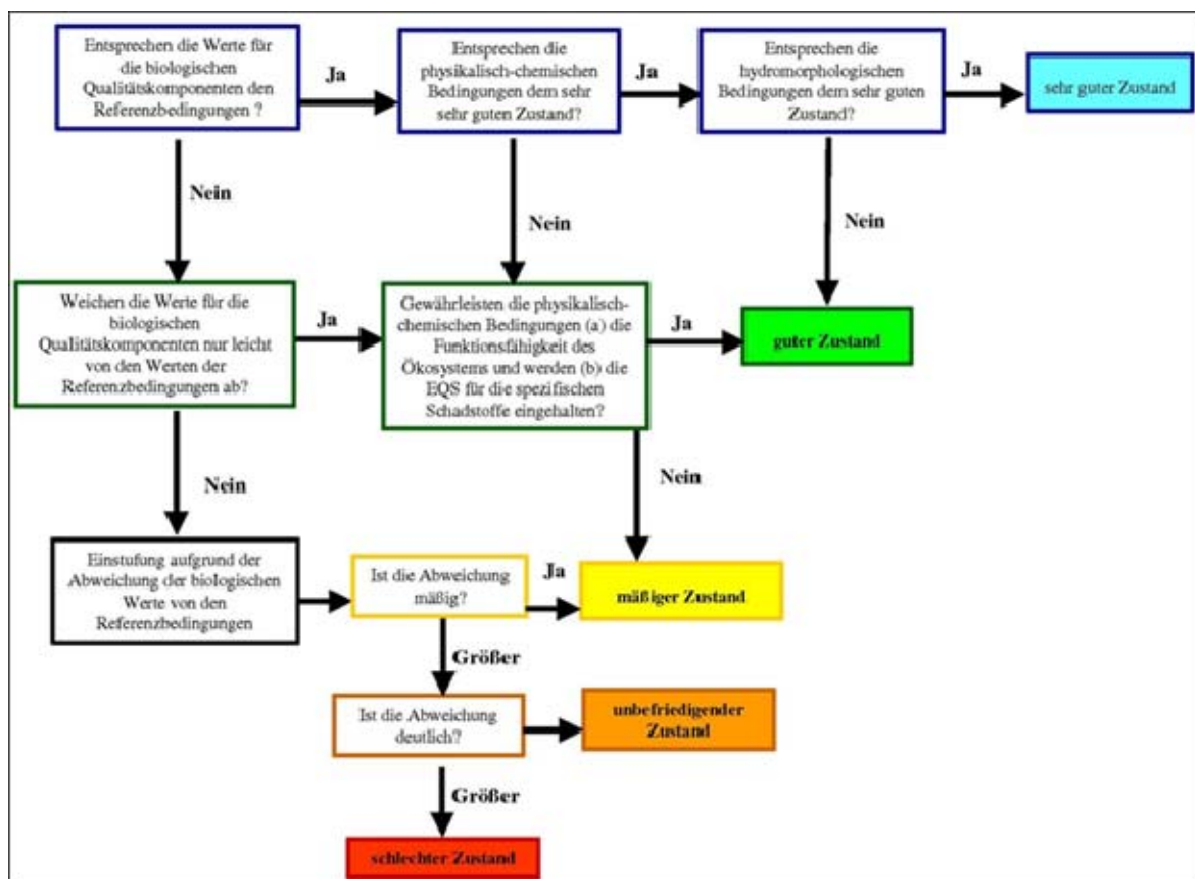 Entsprechen die Werte für
die biologischen
Qualitätskomponenten den
Referenzbedingungen ?
Ja
Entsprechen die
physikalisch-chemischen
Bedingungen dem sehr
sehr guten Zustand?
Ja
Entsprechen die
hydromorphologischen
Bedingungen dem sehr guten
Zustand?
Ja
sehr guter Zustand
Nein
Nein
Nein
Weichen die Werte für die
biologischen
Qualitätskomponenten nur leicht
von den Werten der
Referenzbedingungen ab?
Ja
Gewährleisten die physikalisch-
chemischen Bedingungen (a) die
Funktionsfähigkeit des
Ökosystems und werden (b) die
EQS für die spezifischen
Schadstoffe eingehalten?
Ja
guter Zustand
Nein
Nein
Einstufung aufgrund der
Abweichung der biologischen
Werte von den
Referenzbedingungen
Ist die Abweichung
mäßig?
Ja
mäßiger Zustand
Größer
Ist die Abweichung
deutlich?
unbefriedigender
Zustand
Größer
schlechter Zustand